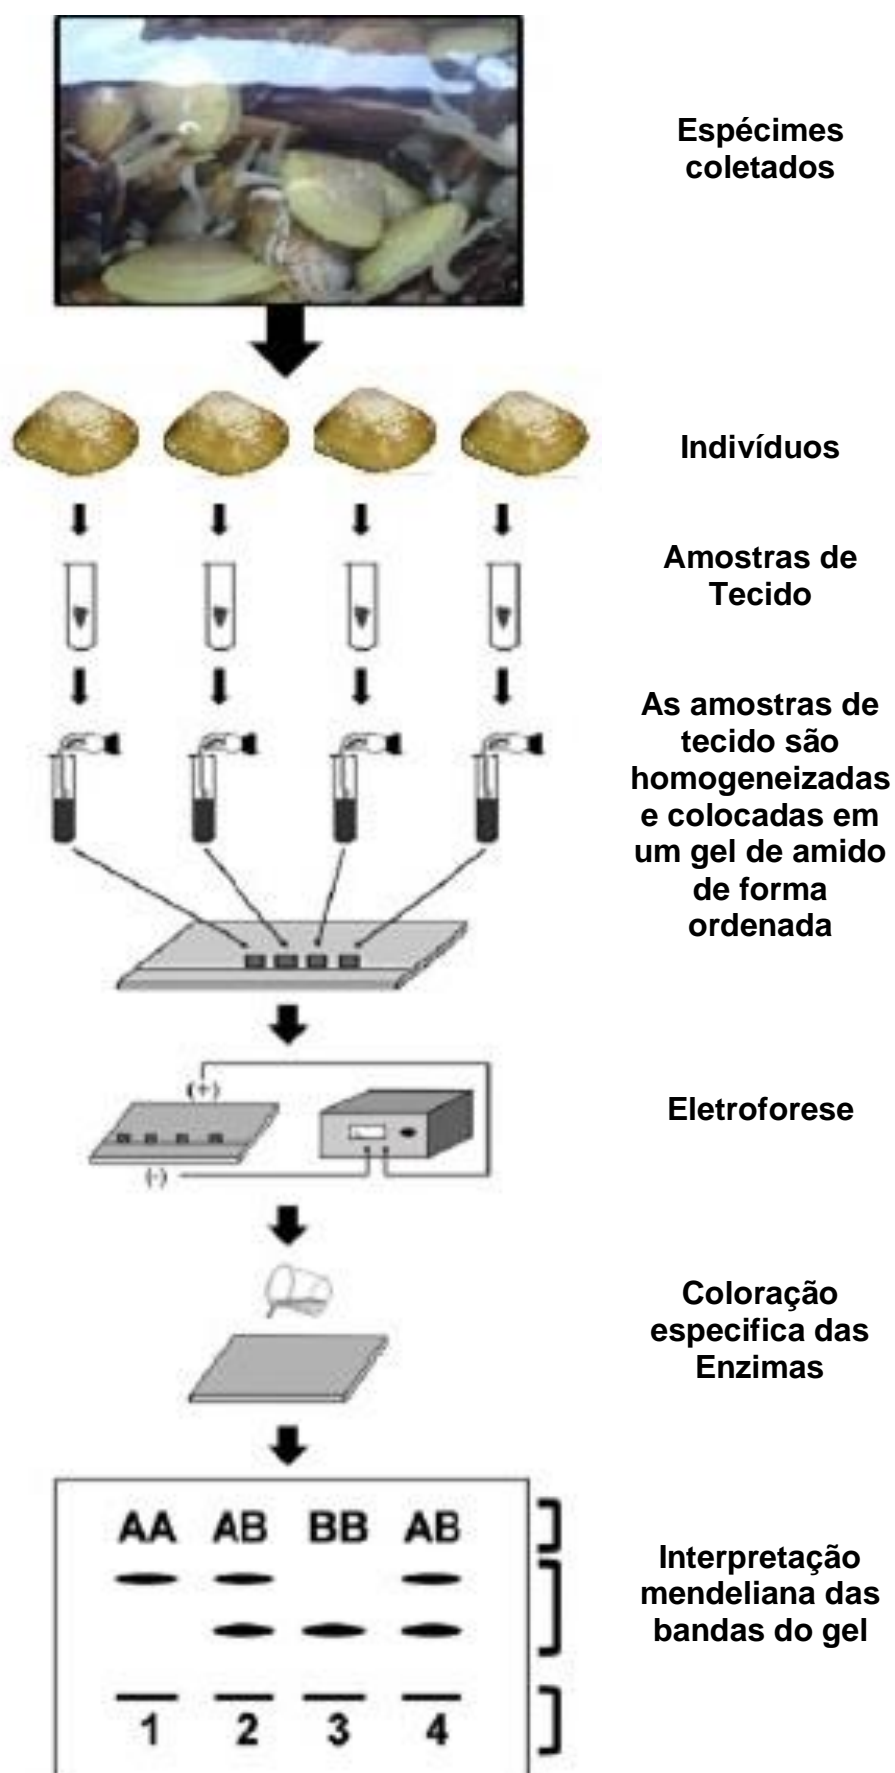 Espécimes
coletados
Indivíduos
Amostras de
Tecido
As amostras de
tecido são
homogeneizadas
e colocadas em
um gel de amido
de forma
ordenada
(+)
(-)
Eletroforese
Coloração
especifica das
Enzimas
AA AB BB AB
Interpretação
mendeliana das
bandas do gel
1 2 3 4